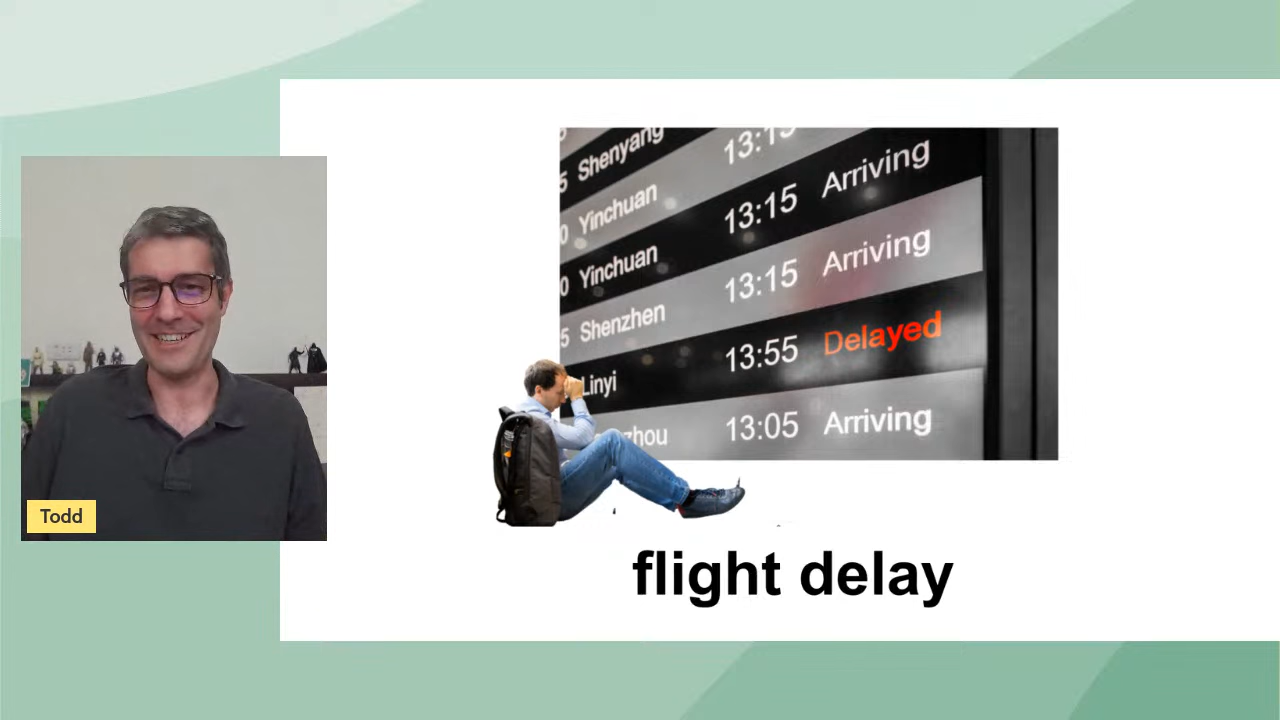 Todd
Shenyang 13:15
Yinchuan 13:15 Arriving
Yinchuan 13:15 Arriving
Shenzhen 13:55 Delayed
Linyi 13:05 Arriving
flight delay